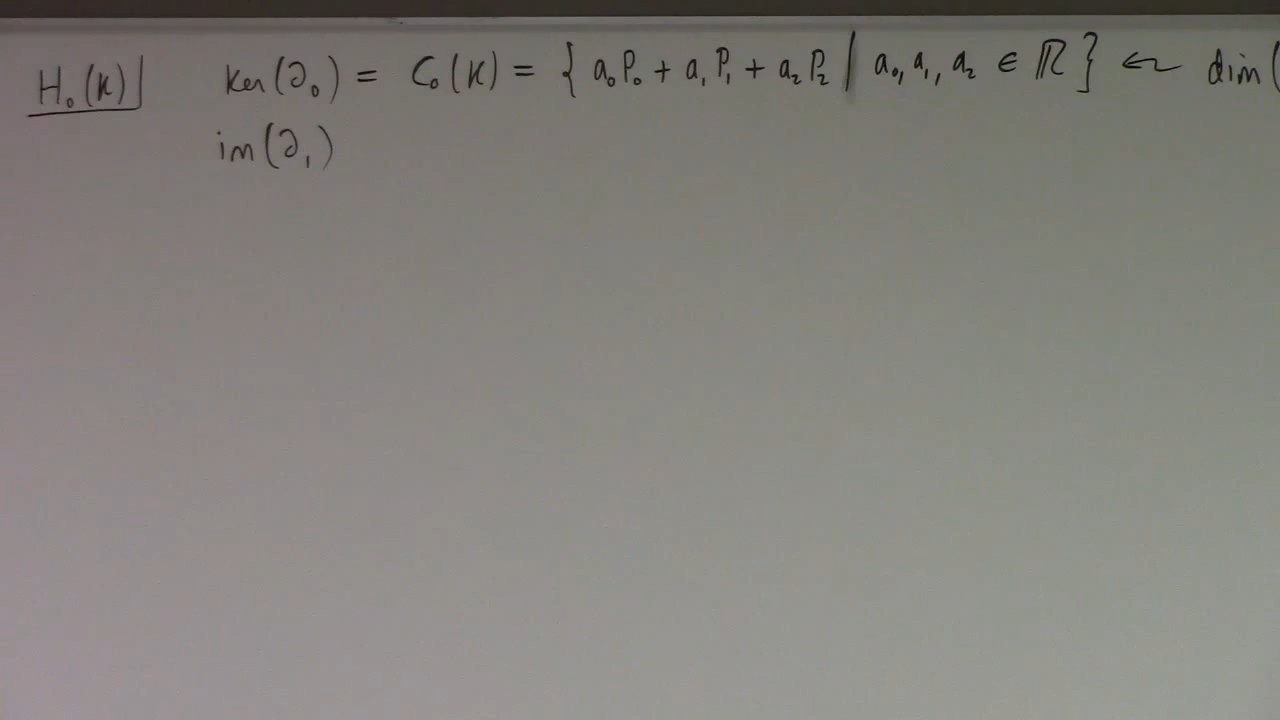 H₀(K) ker(∂₀) = C₀(K) = { a₀P₀ + a₁P₁ + a₂P₂ | a₀, a₁, a₂ ∈ ℝ } ← dim(
im(∂₁)